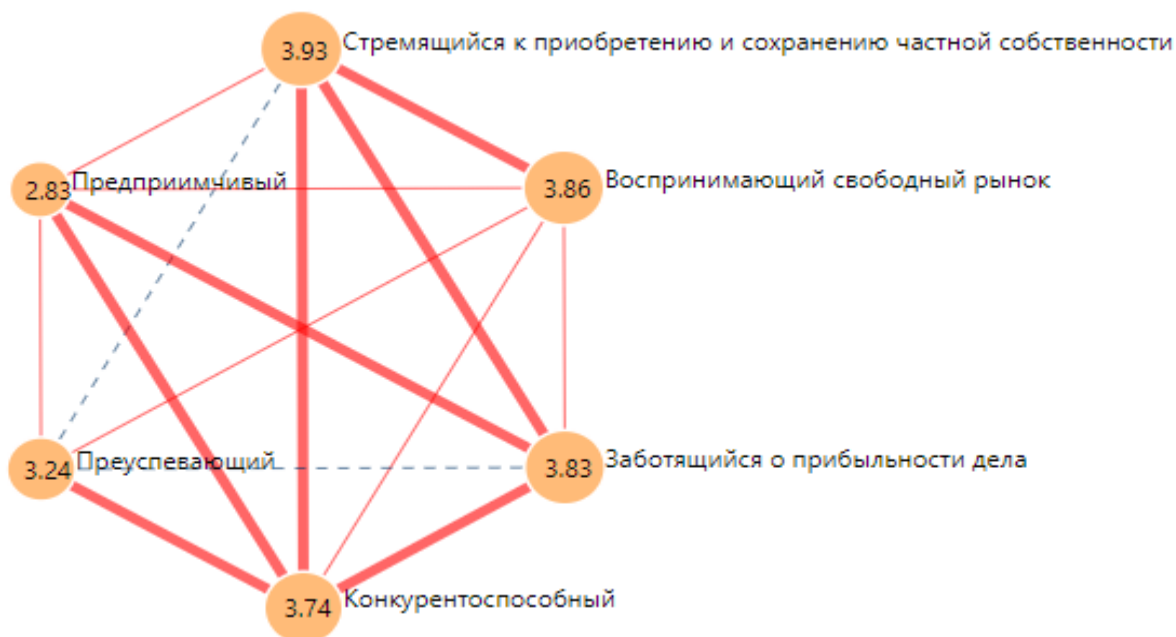 3.93 Стремящийся к приобретению и сохранению частной собственности
2.83 Предприимчивый
3.86 Воспринимающий свободный рынок
3.24 Преуспевающий
3.83 Заботящийся о прибыльности дела
3.74 Конкурентоспособный